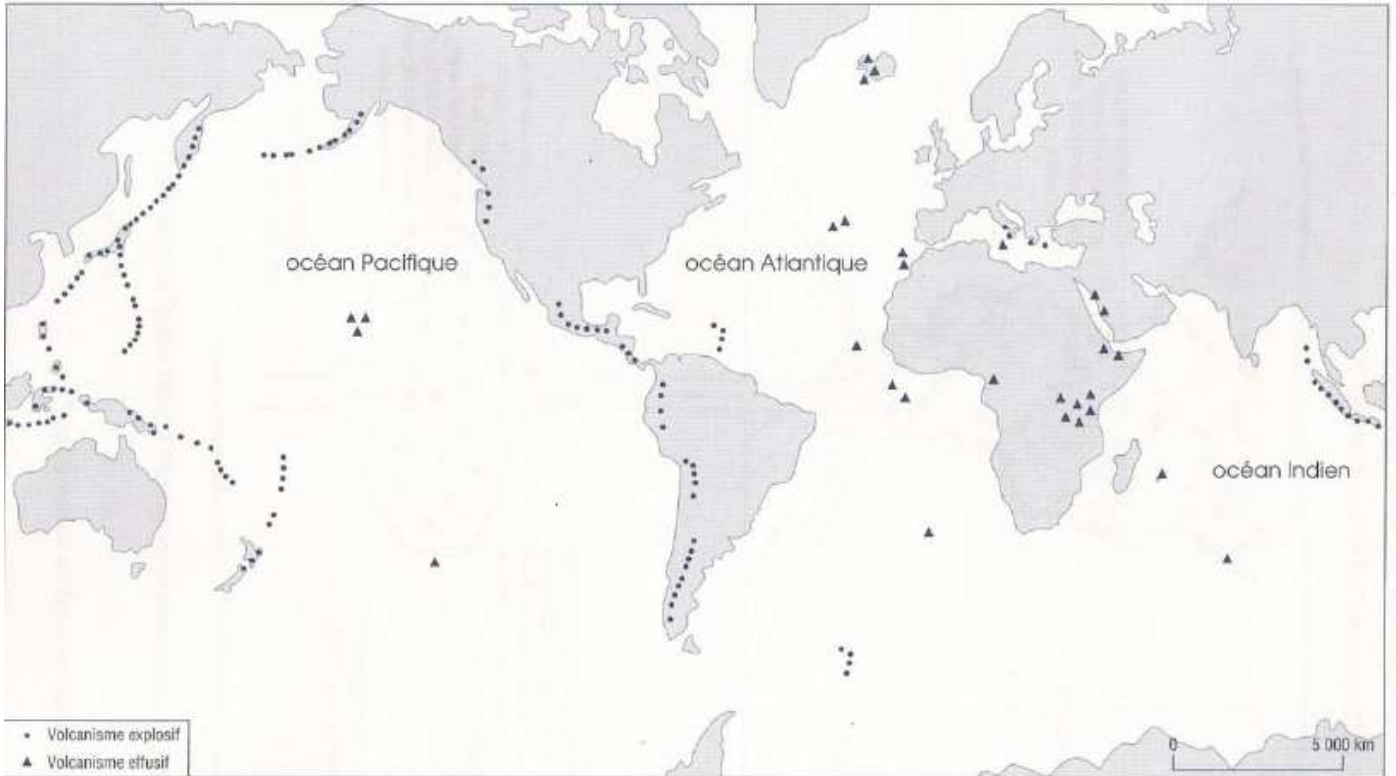 océan Pacifique
océan Atlantique
océan Indien
• Volcanisme explosif
▲ Volcanisme effusif
0 5 000 km